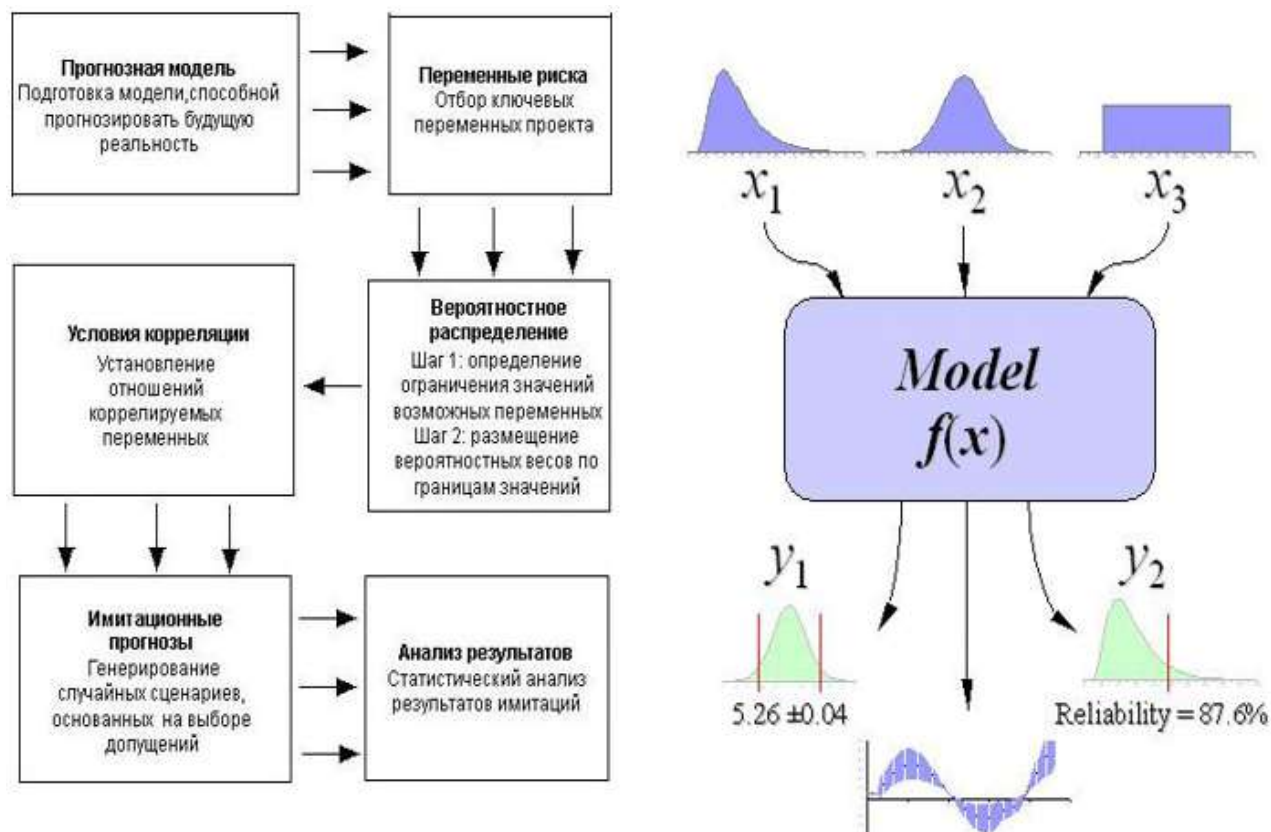 Прогнозная модель
Подготовка модели,способной
прогнозировать будущую
реальность
Переменные риска
Отбор ключевых
переменных проекта
Условия корреляции
Установление
отношений
коррелируемых
переменных
Вероятностное
распределение
Шаг 1: определение
ограничения значений
возможных переменных
Шаг 2: размещение
вероятностных весов по
границам значений
Имитационные
прогнозы
Генерирование
случайных сценариев,
основанных на выборе
допущений
Анализ результатов
Статистический анализ
результатов имитаций
x1
x2
x3
Model
f(x)
y1
y2
5.26 ±0.04
Reliability = 87.6%